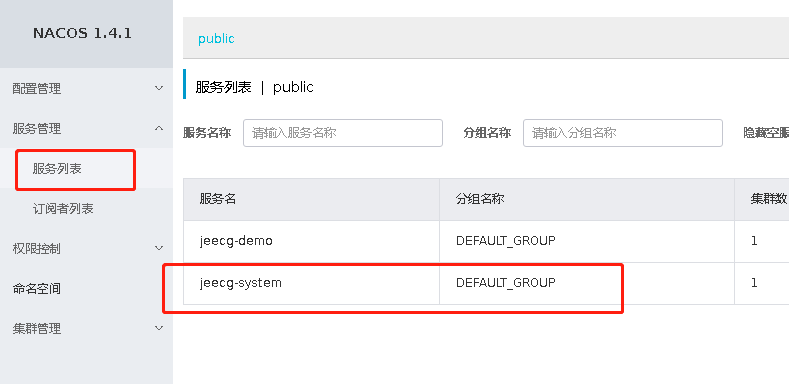 NACOS 1.4.1
配置管理
服务管理
服务列表
订阅者列表
权限控制
命名空间
集群管理
public
服务列表 | public
服务名称 请输入服务名称 分组名称 请输入分组名称 隐藏空服
服务名 分组名称 集群数
jeecg-demo DEFAULT_GROUP 1
jeecg-system DEFAULT_GROUP 1